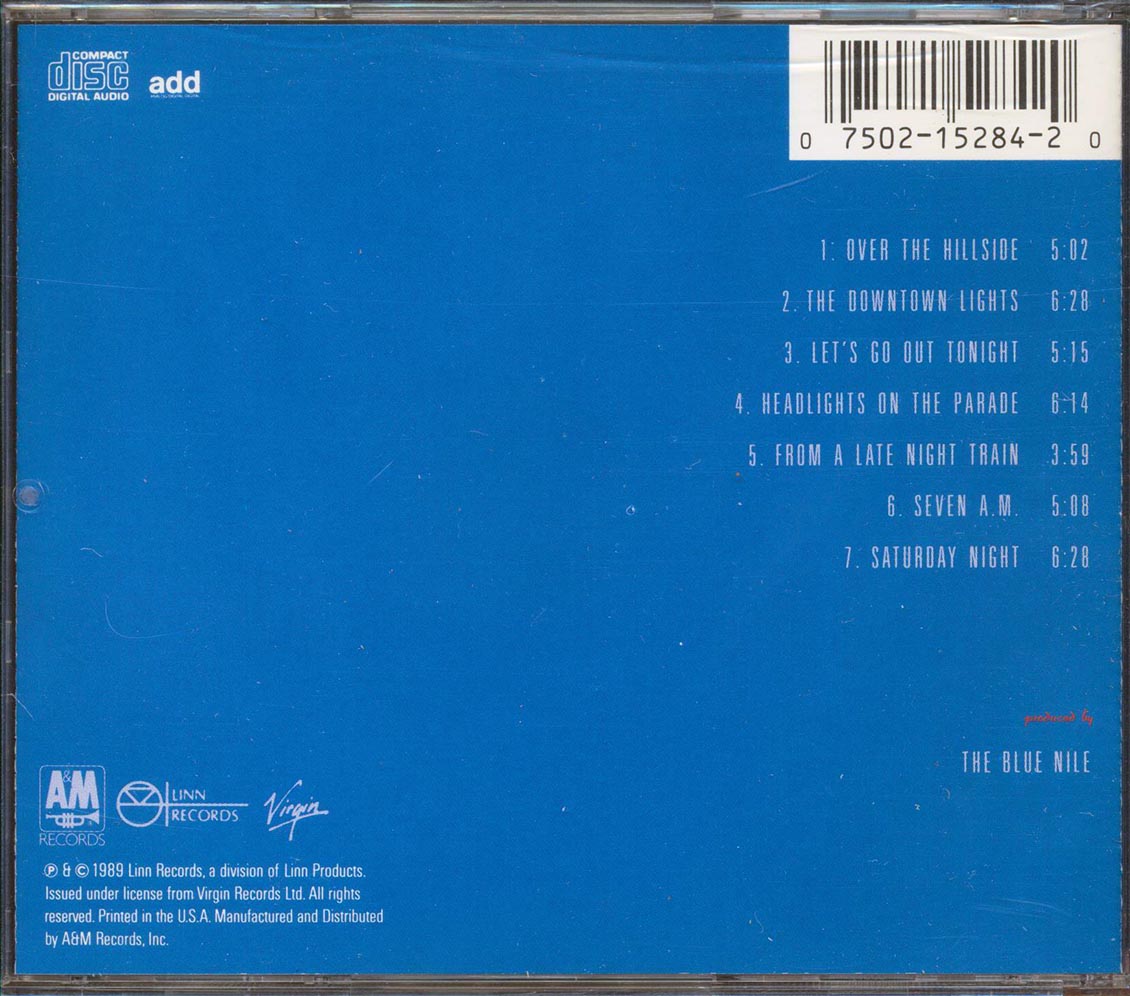 COMPACT
disc
DIGITAL AUDIO
add
0 7502-15284-2 0
1. OVER THE HILLSIDE 5:02
2. THE DOWNTOWN LIGHTS 6:28
3. LET'S GO OUT TONIGHT 5:15
4. HEADLIGHTS ON THE PARADE 6:14
5. FROM A LATE NIGHT TRAIN 3:59
6. SEVEN A.M. 5:08
7. SATURDAY NIGHT 6:28
produced by
THE BLUE NILE
A&M
RECORDS
LINN
RECORDS
Virgin
℗ & © 1989 Linn Records, a division of Linn Products.
Issued under license from Virgin Records Ltd. All rights
reserved. Printed in the U.S.A. Manufactured and Distributed
by A&M Records, Inc.